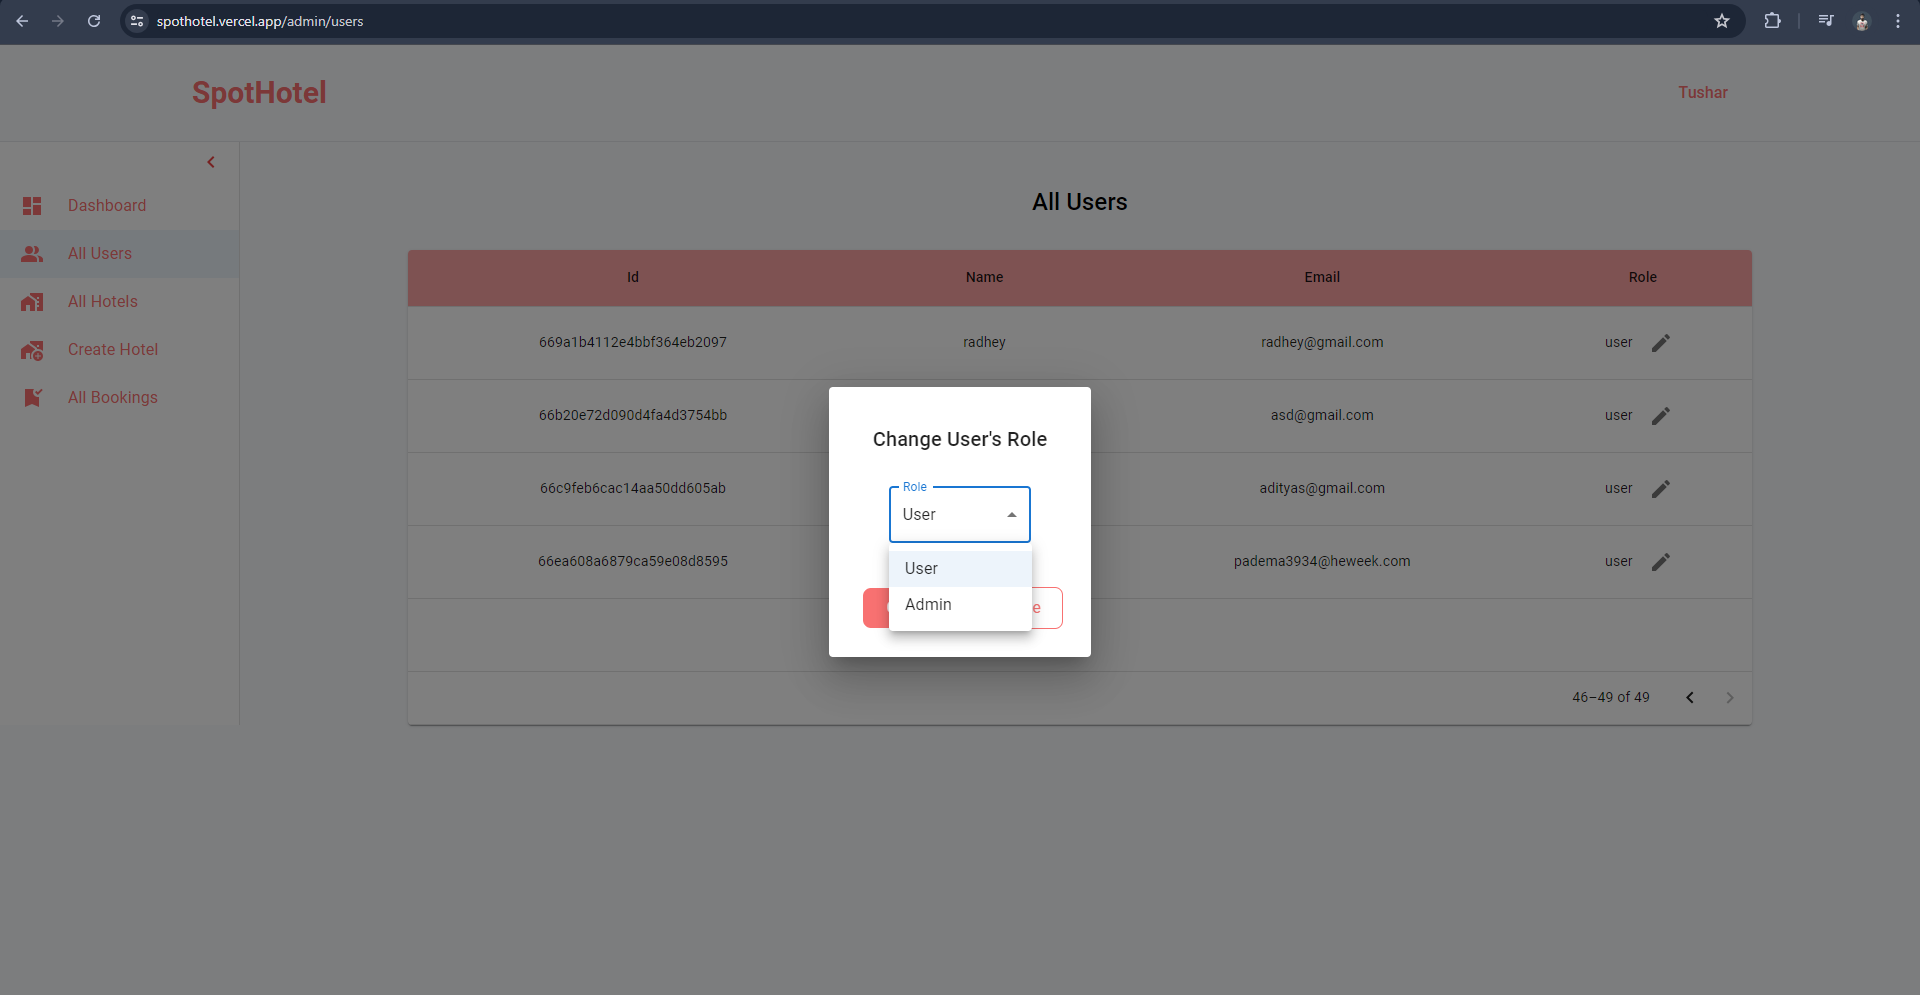 spothotel.vercel.app/admin/users
SpotHotel
Tushar
Dashboard
All Users
All Hotels
Create Hotel
All Bookings
All Users
Id Name Email Role
669a1b4112e4bbf364eb2097 radhey radhey@gmail.com user
66b20e72d090d4fa4d3754bb asd@gmail.com user
66c9feb6cac14aa50dd605ab adityas@gmail.com user
66ea608a6879ca59e08d8595 padema3934@heweek.com user
46–49 of 49
Change User's Role
Role
User
User
Admin